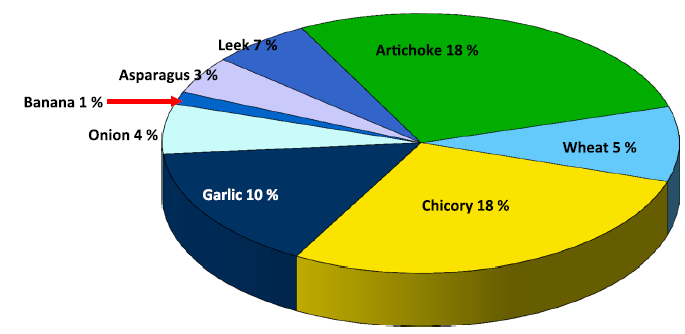 Leek 7 %
Artichoke 18 %
Asparagus 3 %
Banana 1 %
Onion 4 %
Wheat 5 %
Garlic 10 %
Chicory 18 %